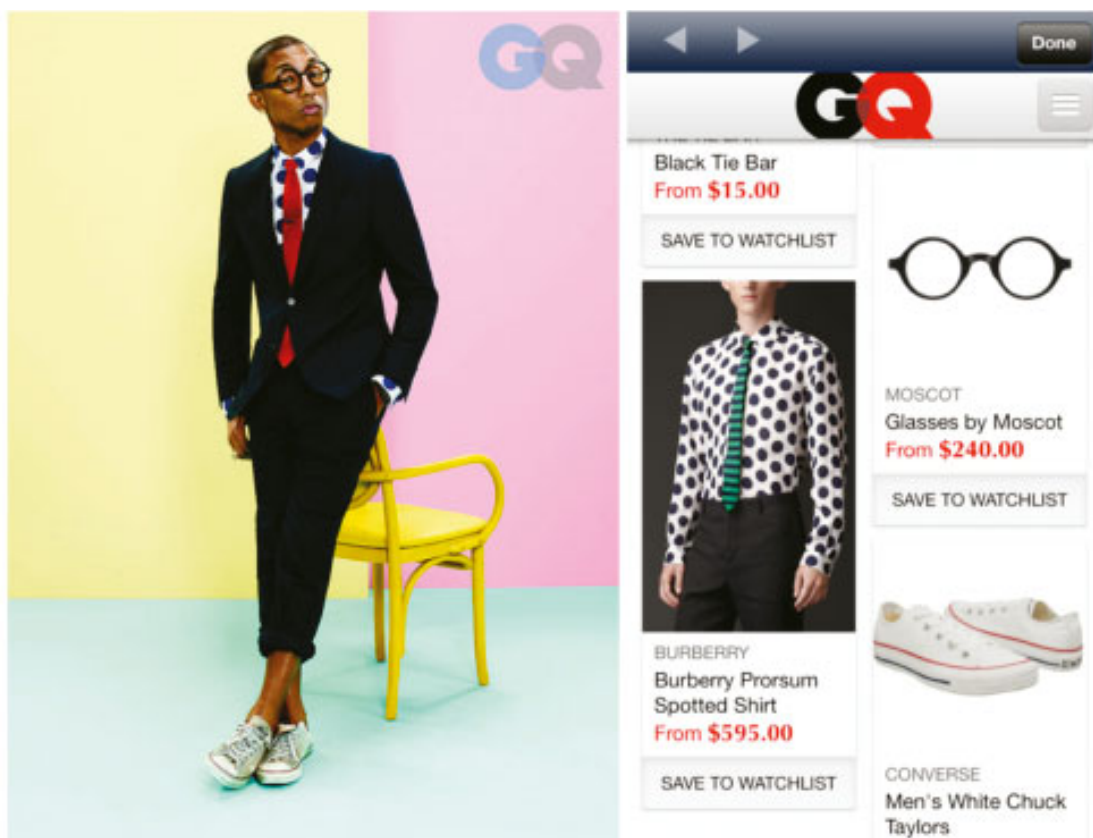 GQ
Done
GQ
Black Tie Bar
From $15.00
SAVE TO WATCHLIST
BURBERRY
Burberry Prorsum
Spotted Shirt
From $595.00
SAVE TO WATCHLIST
MOSCOT
Glasses by Moscot
From $240.00
SAVE TO WATCHLIST
CONVERSE
Men's White Chuck
Taylors